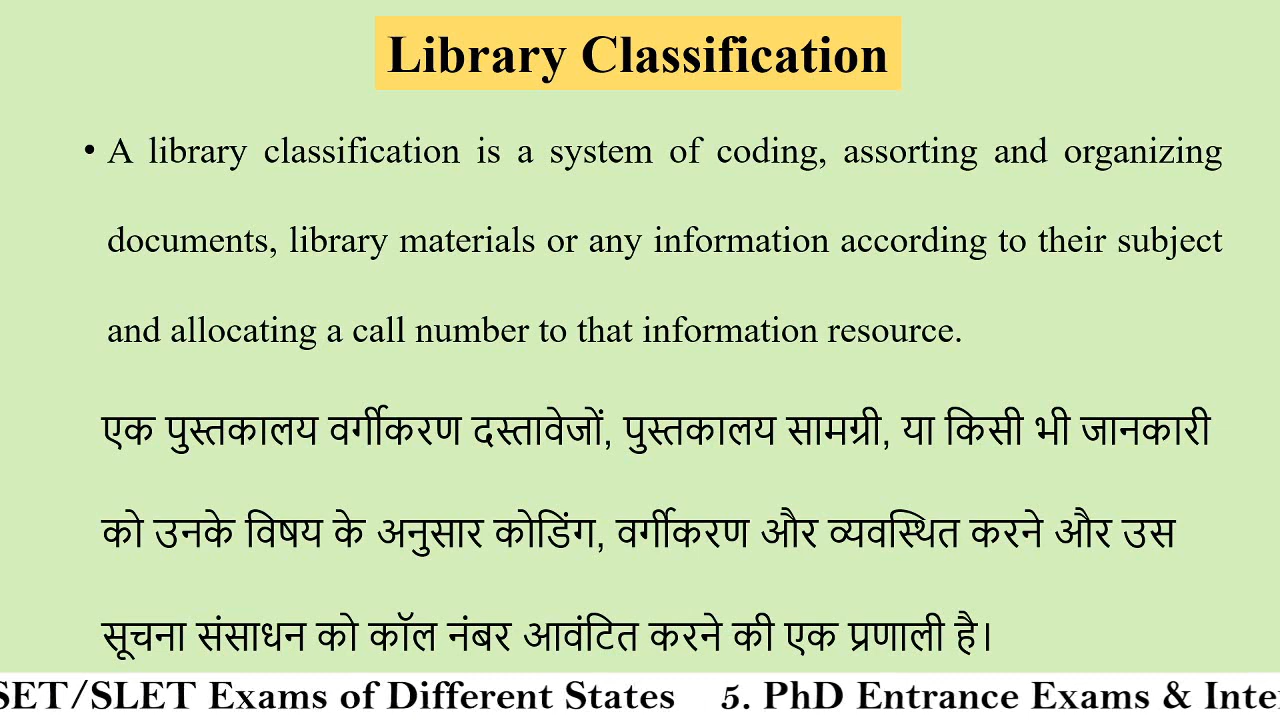 Library Classification
• A library classification is a system of coding, assorting and organizing
documents, library materials or any information according to their subject
and allocating a call number to that information resource.
एक पुस्तकालय वर्गीकरण दस्तावेजों, पुस्तकालय सामग्री, या किसी भी जानकारी
को उनके विषय के अनुसार कोडिंग, वर्गीकरण और व्यवस्थित करने और उस
सूचना संसाधन को कॉल नंबर आवंटित करने की एक प्रणाली है।
SET/SLET Exams of Different States 5. PhD Entrance Exams &